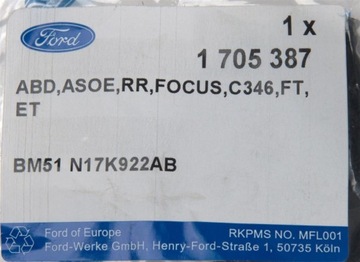 Ford
1 x
1 705 387
ABD,ASOE,RR,FOCUS,C346,FT,
ET
BM51 N17K922AB
Ford of Europe
RKPMS NO. MFL001
Ford-Werke GmbH, Henry-Ford-Straße 1, 50735 Köln